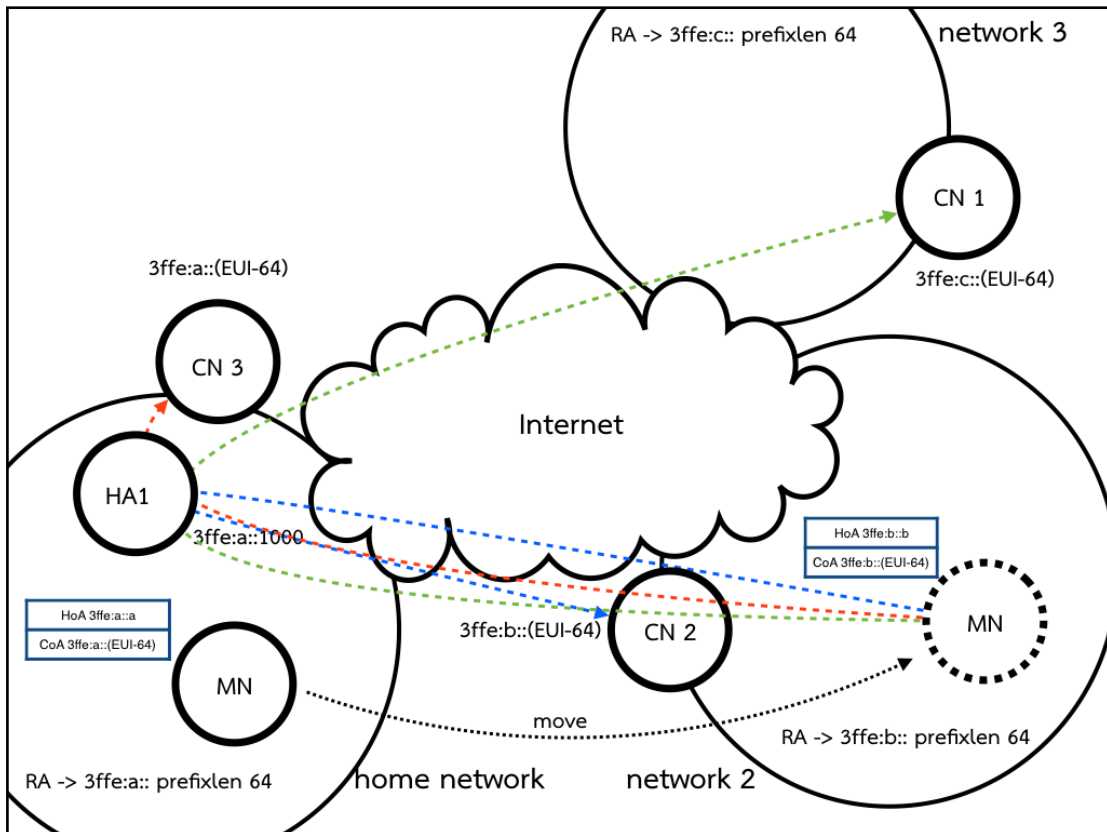 RA -> 3ffe:c:: prefixlen 64
network 3
CN 1
3ffe:c::(EUI-64)
3ffe:a::(EUI-64)
CN 3
Internet
HA1
3ffe:a::1000
HoA 3ffe:b::b
CoA 3ffe:b::(EUI-64)
HoA 3ffe:a::a
CoA 3ffe:a::(EUI-64)
3ffe:b::(EUI-64)
CN 2
MN
MN
move
RA -> 3ffe:b:: prefixlen 64
RA -> 3ffe:a:: prefixlen 64
home network
network 2